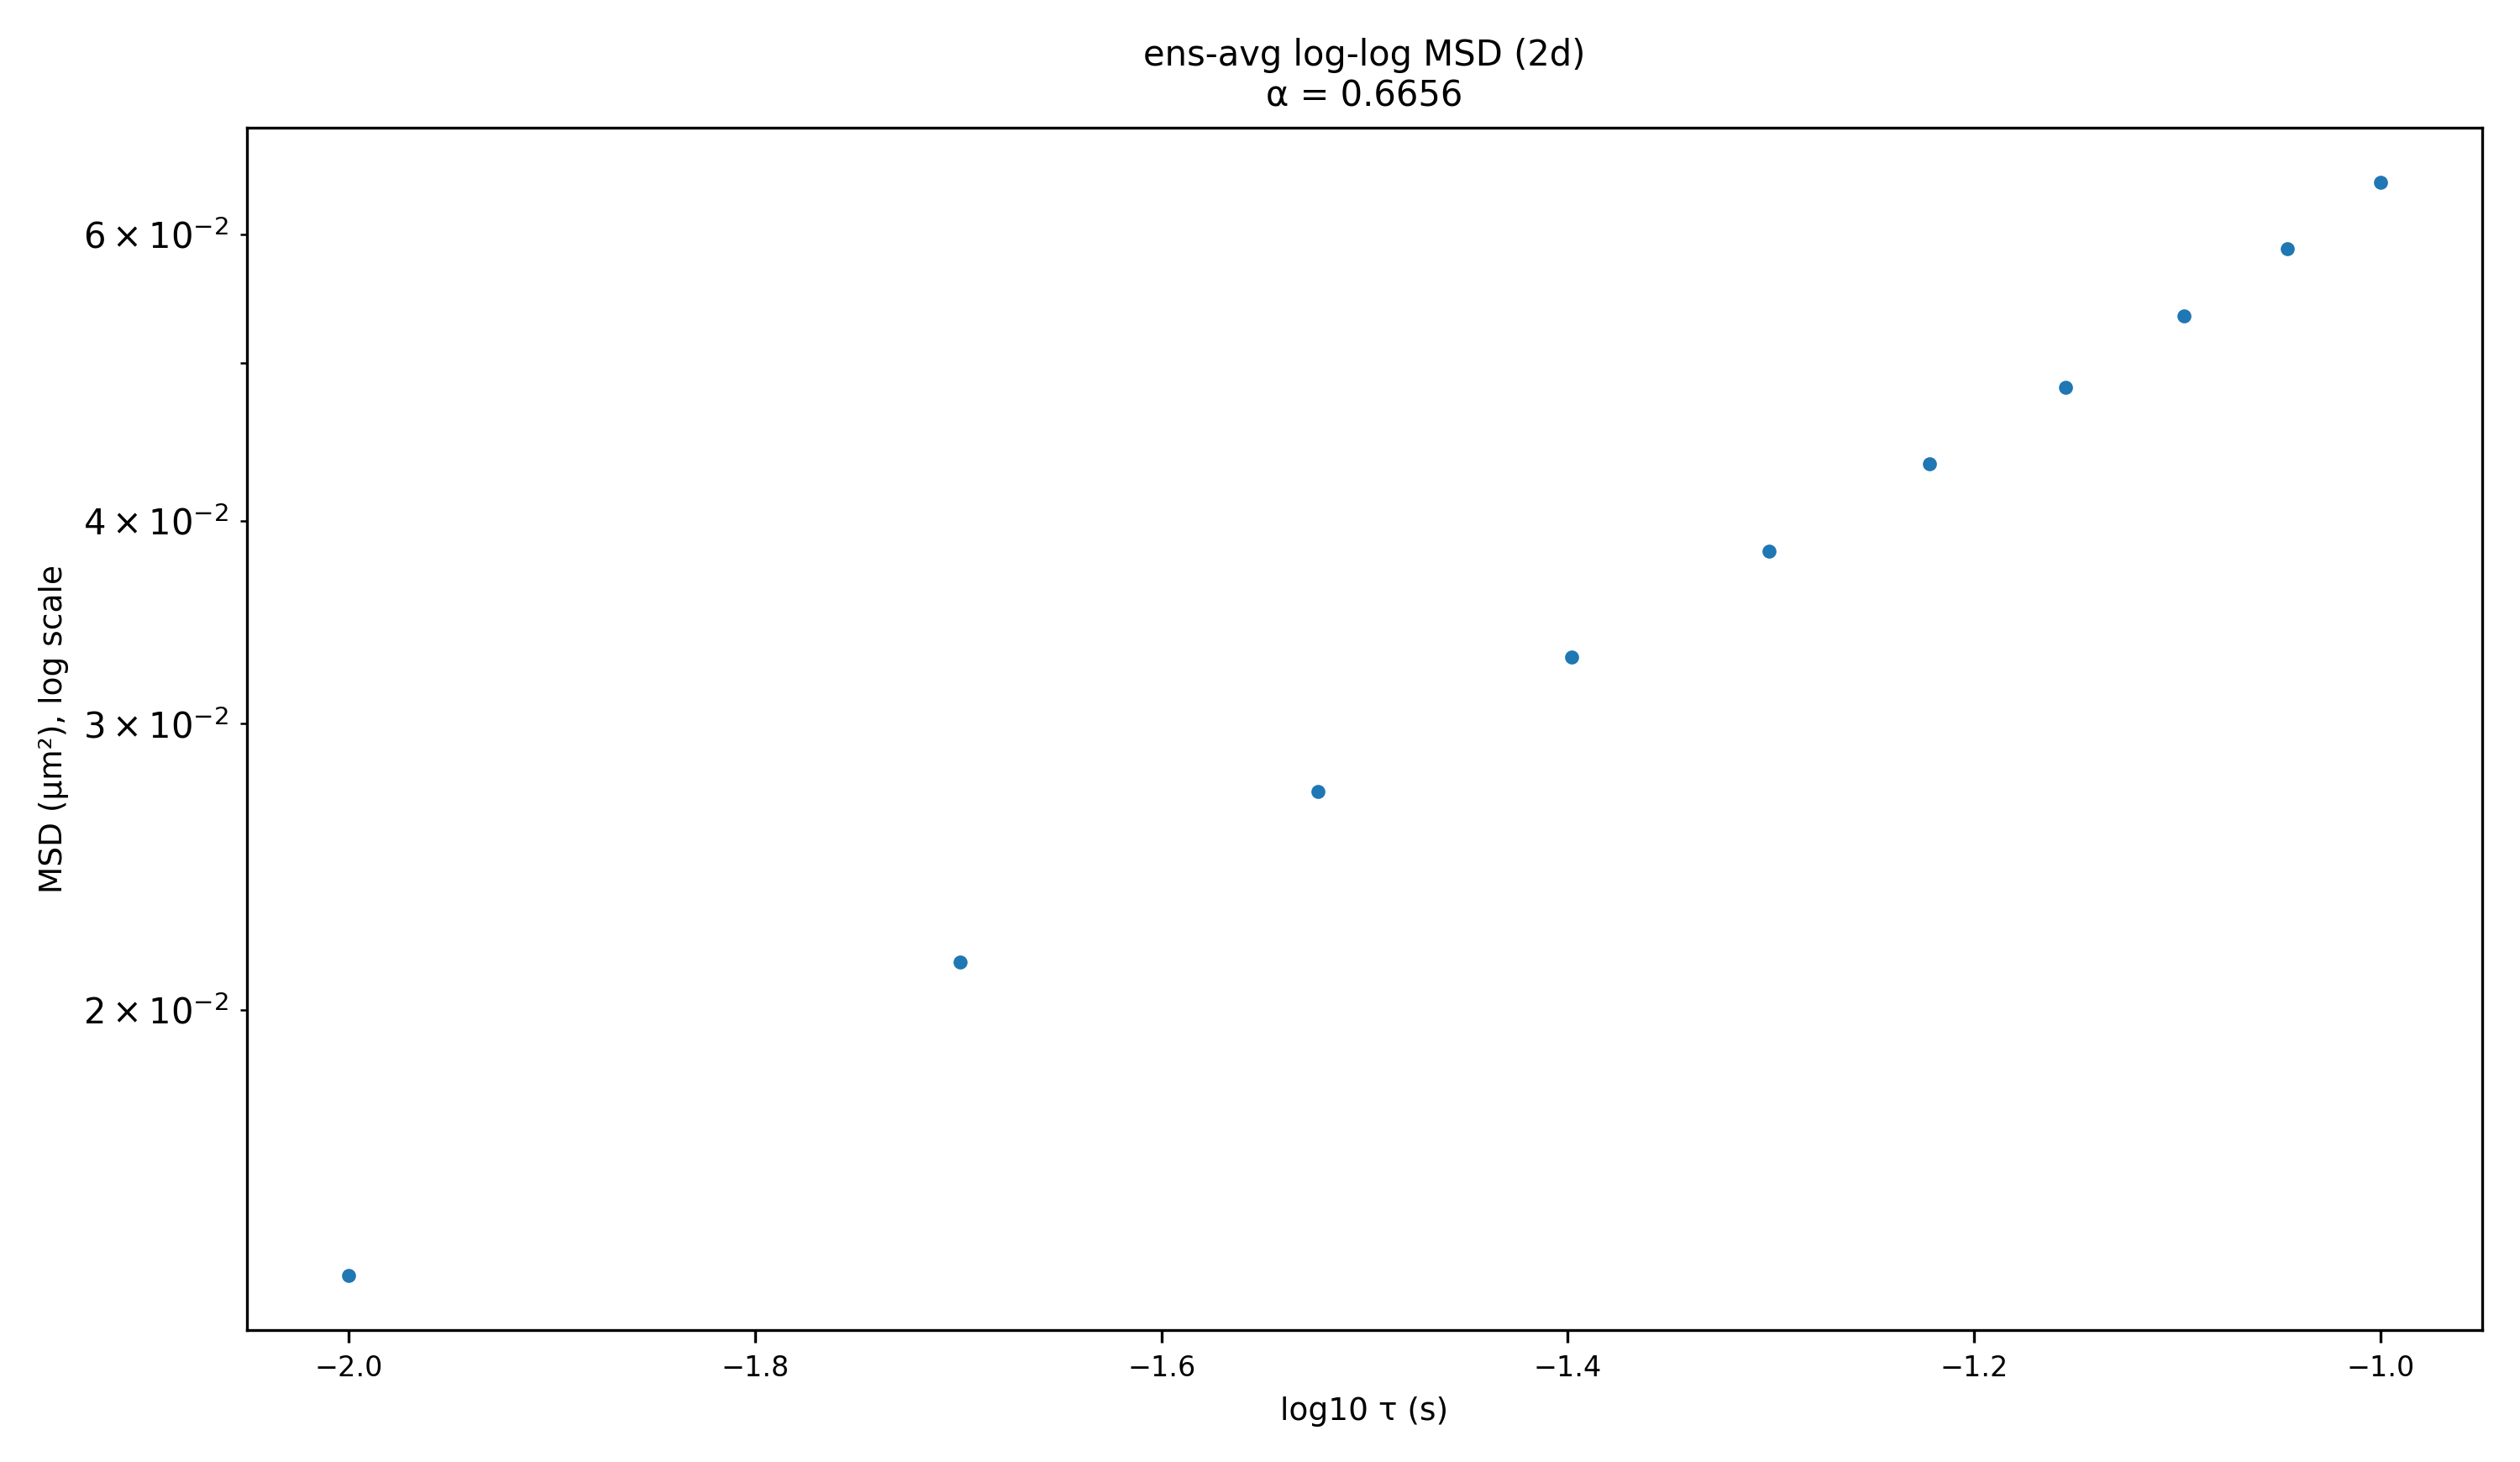 ens-avg log-log MSD (2d)
α = 0.6656
MSD (μm²), log scale
6 × 10⁻²
4 × 10⁻²
3 × 10⁻²
2 × 10⁻²
−2.0 −1.8 −1.6 −1.4 −1.2 −1.0
log10 τ (s)